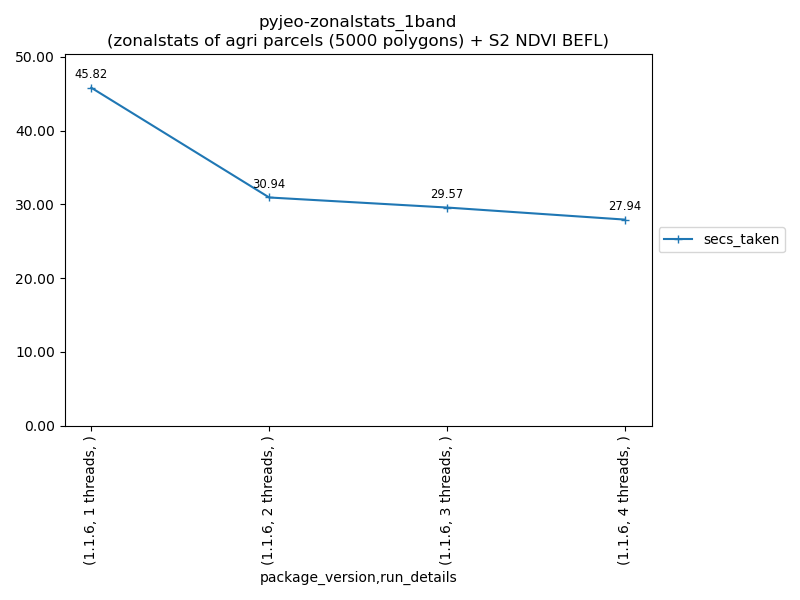 pyjeo-zonalstats_1band
(zonalstats of agri parcels (5000 polygons) + S2 NDVI BEFL)
50.00
40.00
30.00
20.00
10.00
0.00
45.82
30.94
29.57
27.94
secs_taken
(1.1.6, 1 threads, )
(1.1.6, 2 threads, )
(1.1.6, 3 threads, )
(1.1.6, 4 threads, )
package_version,run_details